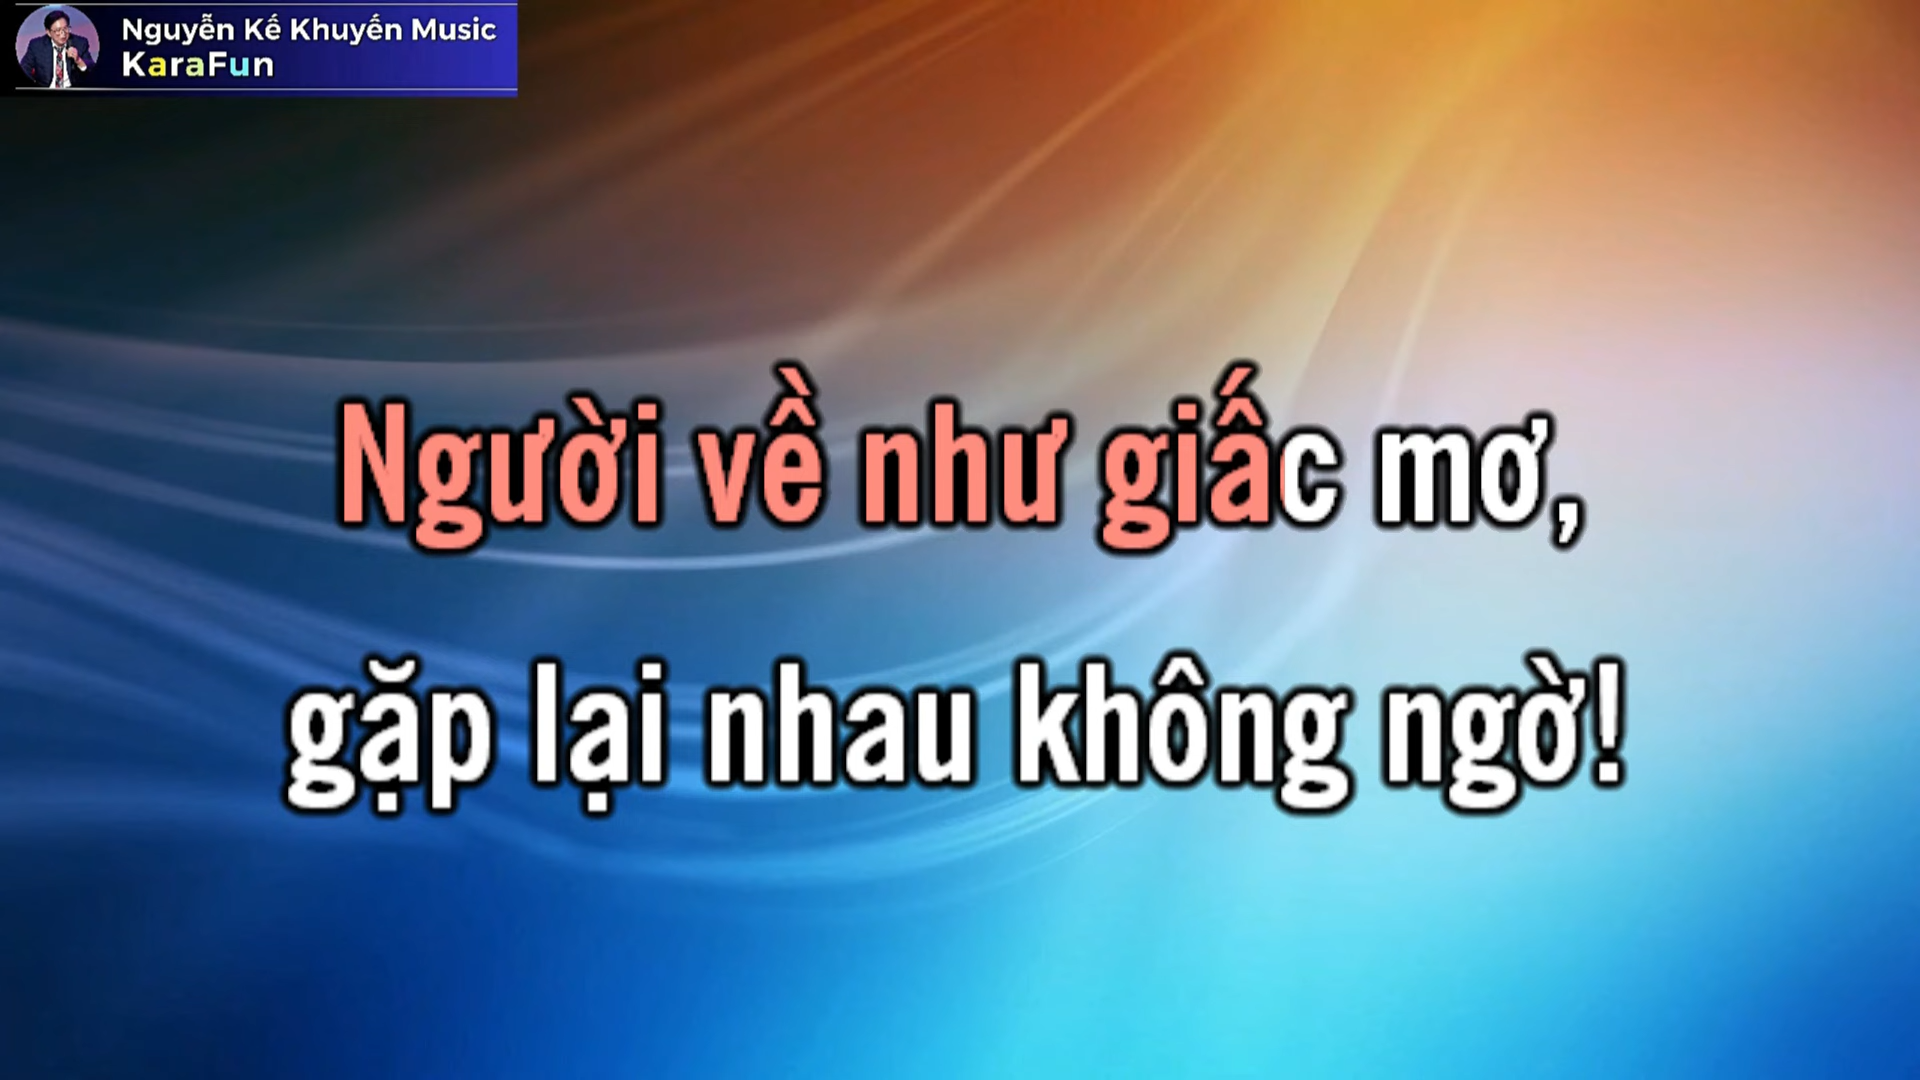 Nguyễn Kế Khuyến Music
KaraFun
Người về như giấc mơ,
gặp lại nhau không ngờ!